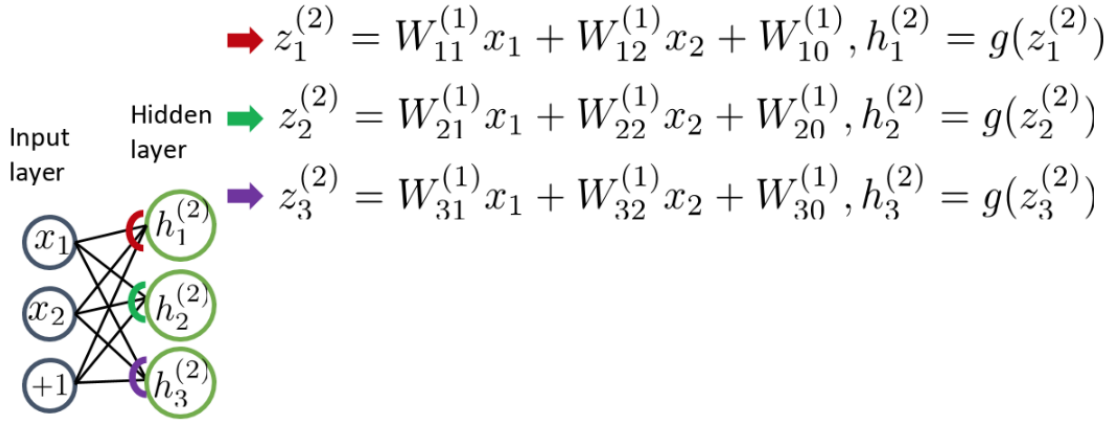 z_1^{(2)} = W_{11}^{(1)}x_1 + W_{12}^{(1)}x_2 + W_{10}^{(1)}, h_1^{(2)} = g(z_1^{(2)})
z_2^{(2)} = W_{21}^{(1)}x_1 + W_{22}^{(1)}x_2 + W_{20}^{(1)}, h_2^{(2)} = g(z_2^{(2)})
z_3^{(2)} = W_{31}^{(1)}x_1 + W_{32}^{(1)}x_2 + W_{30}^{(1)}, h_3^{(2)} = g(z_3^{(2)})
Input
layer
Hidden
layer
x_1
x_2
+1
h_1^{(2)}
h_2^{(2)}
h_3^{(2)}